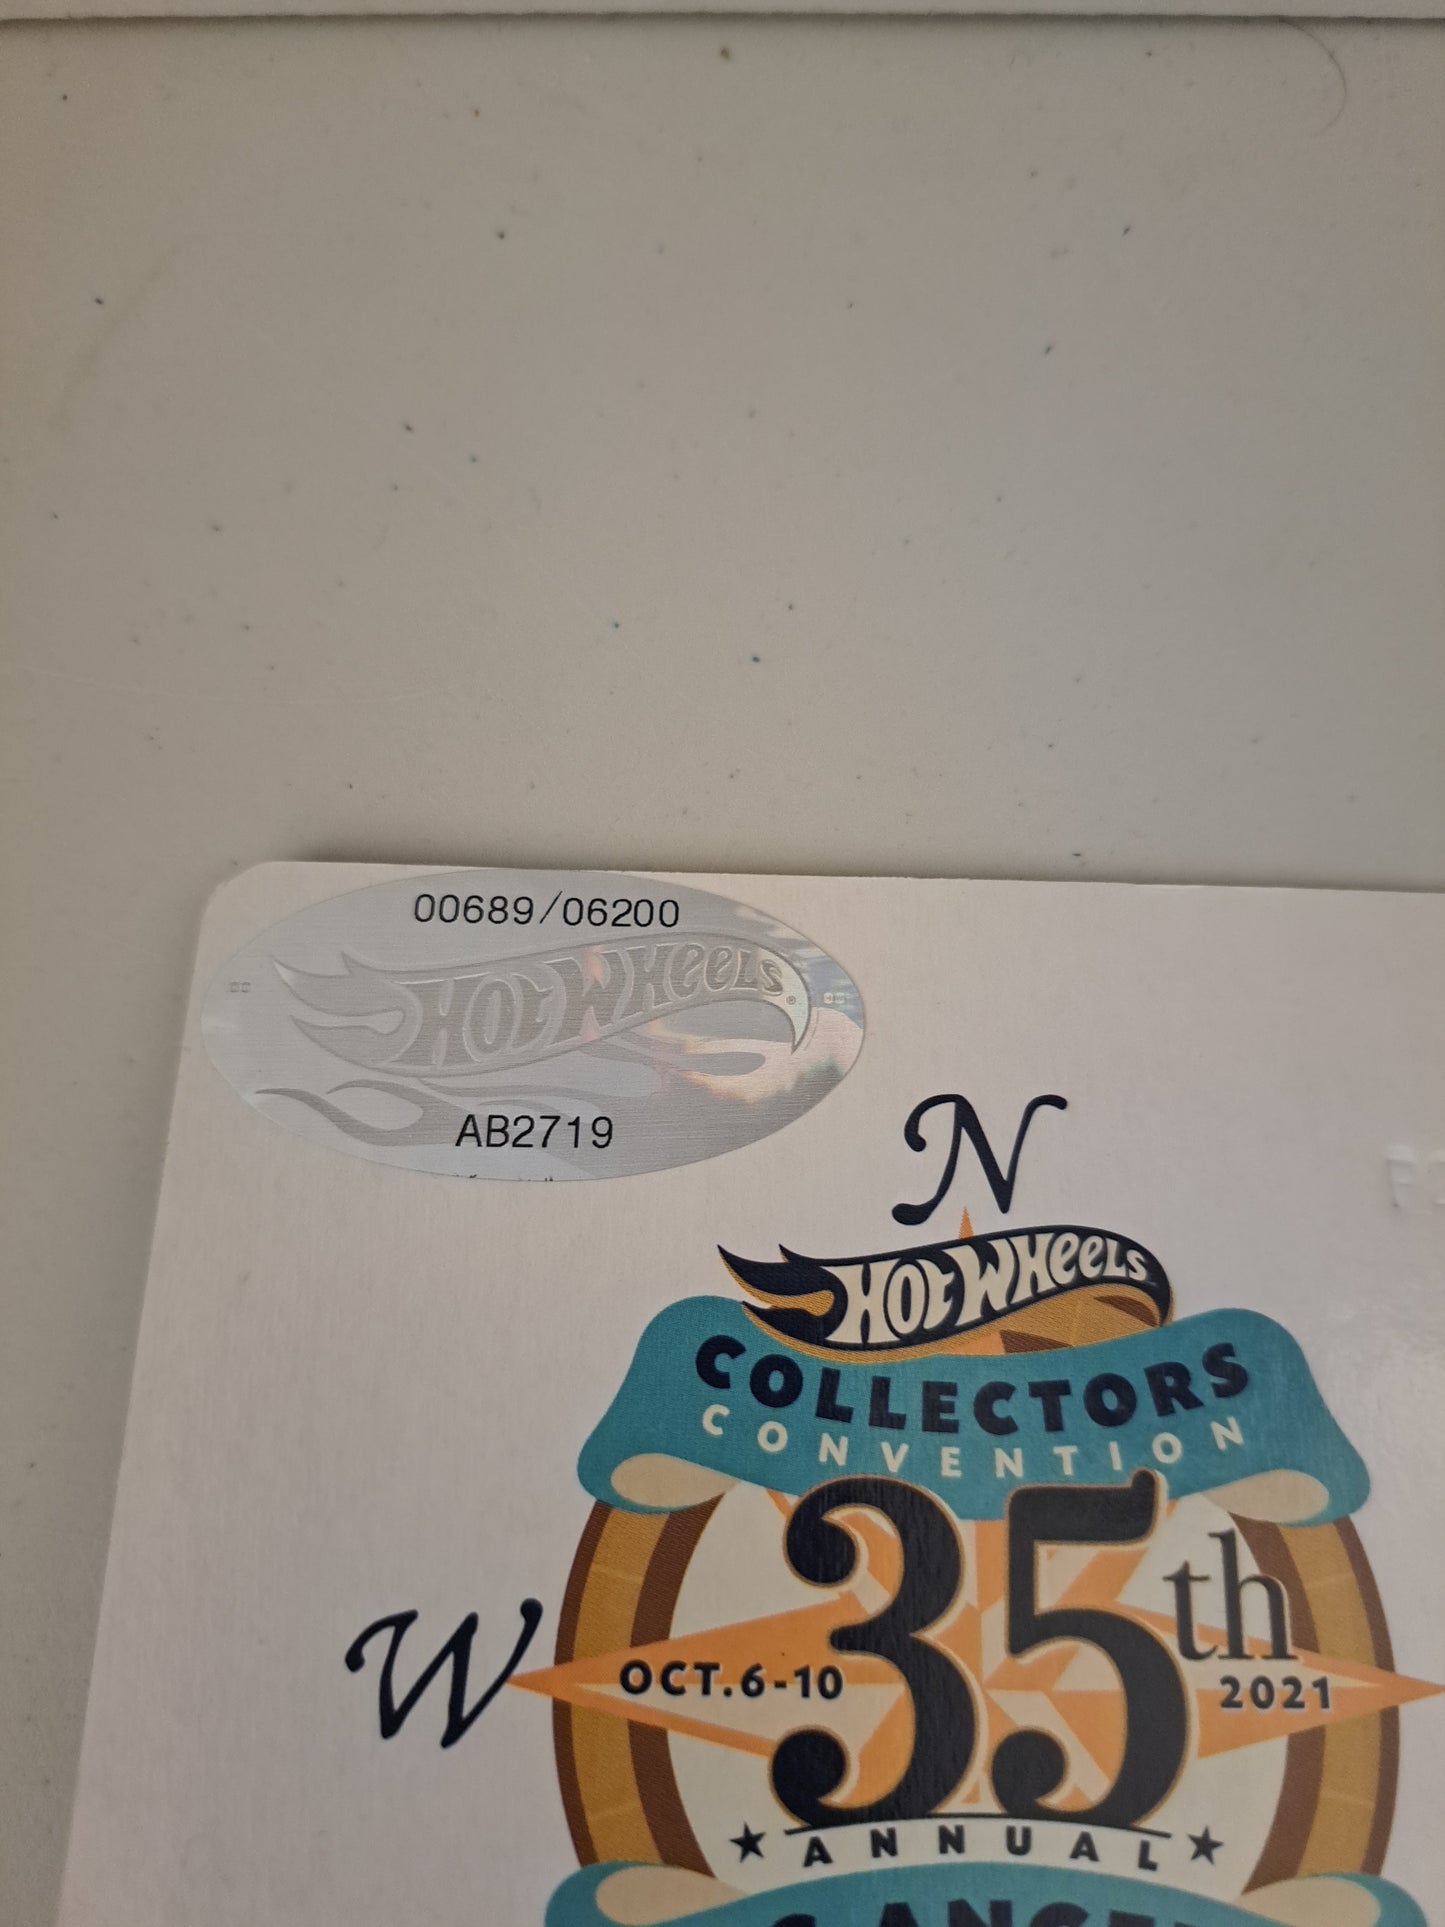 00689/06200
HOT WHEELS®
AB2719
N
HOT WHEELS
COLLECTORS
CONVENTION
35th
W
OCT.6-10
2021
★ ANNUAL ★